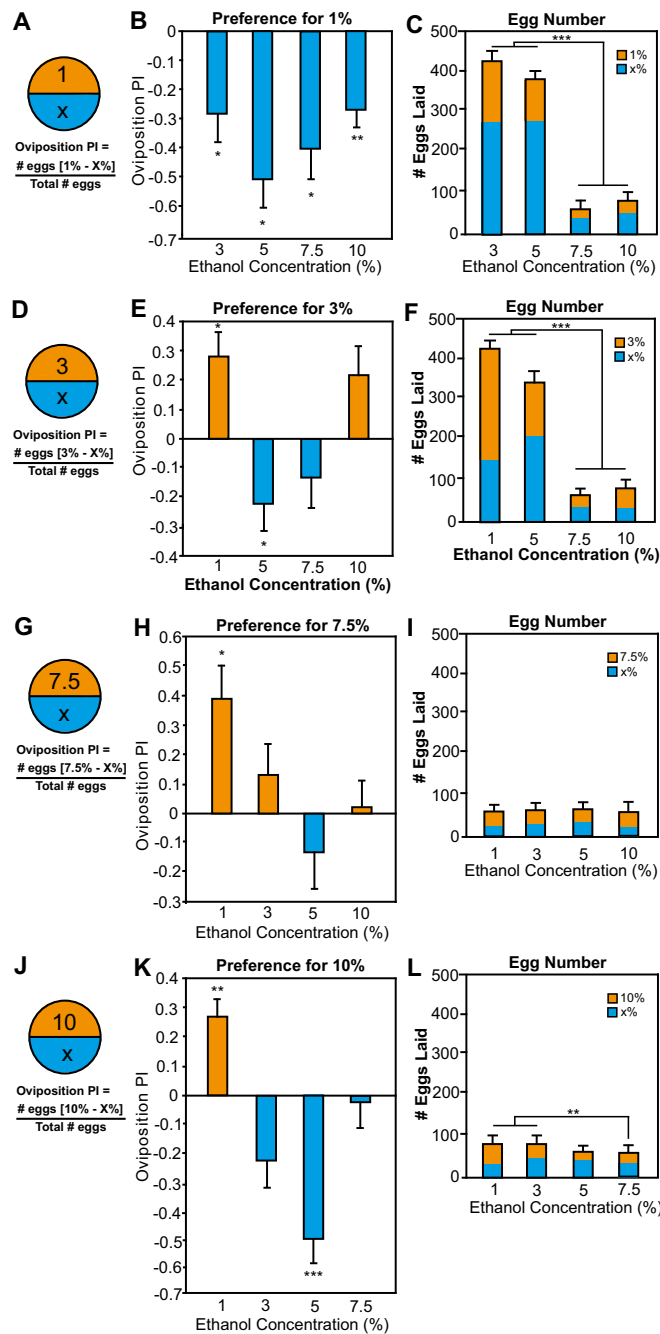 A
1
x
Oviposition PI =
# eggs [1% - X%]
Total # eggs
B
Preference for 1%
Oviposition PI
0
-0.1
-0.2
-0.3
-0.4
-0.5
-0.6
-0.7
*
*
*
**
3 5 7.5 10
Ethanol Concentration (%)
C
Egg Number
# Eggs Laid
500
400
300
200
100
0
***
1%
x%
3 5 7.5 10
Ethanol Concentration (%)
D
3
x
Oviposition PI =
# eggs [3% - X%]
Total # eggs
E
Preference for 3%
Oviposition PI
0.4
0.3
0.2
0.1
0
-0.1
-0.2
-0.3
-0.4
*
*
1 5 7.5 10
Ethanol Concentration (%)
F
Egg Number
# Eggs Laid
500
400
300
200
100
0
***
3%
x%
1 5 7.5 10
Ethanol Concentration (%)
G
7.5
x
Oviposition PI =
# eggs [7.5% - X%]
Total # eggs
H
Preference for 7.5%
Oviposition PI
0.6
0.5
0.4
0.3
0.2
0.1
0
-0.1
-0.2
-0.3
*
1 3 5 10
Ethanol Concentration (%)
I
Egg Number
# Eggs Laid
500
400
300
200
100
0
7.5%
x%
1 3 5 10
Ethanol Concentration (%)
J
10
x
Oviposition PI =
# eggs [10% - X%]
Total # eggs
K
Preference for 10%
Oviposition PI
0.4
0.3
0.2
0.1
0
-0.1
-0.2
-0.3
-0.4
-0.5
-0.6
-0.7
**
***
1 3 5 7.5
Ethanol Concentration (%)
L
Egg Number
# Eggs Laid
500
400
300
200
100
0
**
10%
x%
1 3 5 7.5
Ethanol Concentration (%)